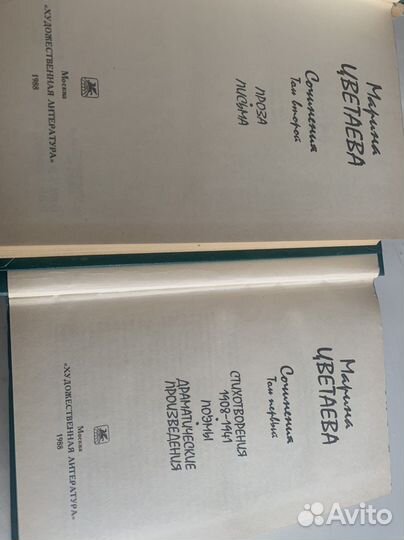 Марина
ЦВЕТАЕВА
Сочинения
Том второй
ПРОЗА
ПИСЬМА
Москва
«ХУДОЖЕСТВЕННАЯ ЛИТЕРАТУРА»
1988
Марина
ЦВЕТАЕВА
Сочинения
Том первый
СТИХОТВОРЕНИЯ
1908–1941
ПОЭМЫ
ДРАМАТИЧЕСКИЕ
ПРОИЗВЕДЕНИЯ
Москва
«ХУДОЖЕСТВЕННАЯ ЛИТЕРАТУРА»
1988
Avito